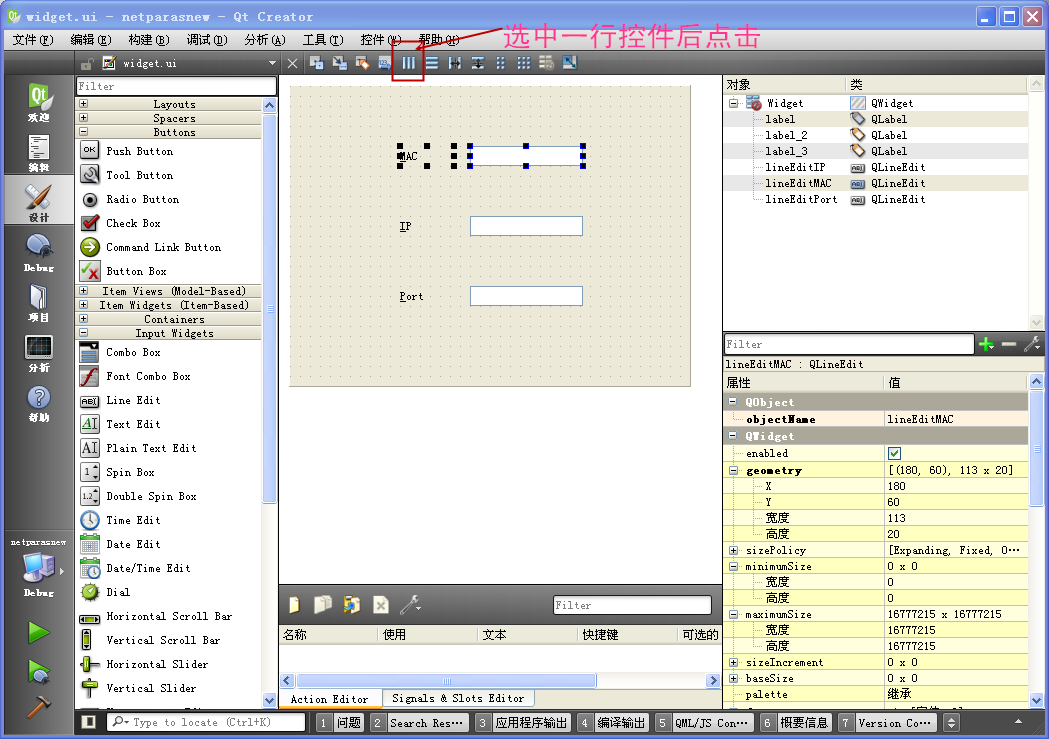 widget.ui - netparasnew - Qt Creator
文件(F) 编辑(E) 构建(B) 调试(D) 分析(A) 工具(T) 控件(W) 帮助(H)
选中一行控件后点击
widget.ui
Qt
欢迎
编辑
设计
Debug
项目
分析
帮助
netparasnew
Debug
Filter
Layouts
Spacers
Buttons
OK Push Button
Tool Button
Radio Button
Check Box
Command Link Button
Button Box
Item Views (Model-Based)
Item Widgets (Item-Based)
Containers
Input Widgets
Combo Box
Font Combo Box
ABI Line Edit
AI Text Edit
AI Plain Text Edit
1 Spin Box
1.2 Double Spin Box
Time Edit
Date Edit
Date/Time Edit
Dial
Horizontal Scroll Bar
Vertical Scroll Bar
Horizontal Slider
Vertical Slider
MAC
IP
Port
Filter
名称 使用 文本 快捷键 可选的
Action Editor Signals & Slots Editor
对象 类
Widget QWidget
label QLabel
label_2 QLabel
label_3 QLabel
lineEditIP QLineEdit
lineEditMAC QLineEdit
lineEditPort QLineEdit
Filter
lineEditMAC : QLineEdit
属性 值
QObject
objectName lineEditMAC
QWidget
enabled
geometry [(180, 60), 113 x 20]
X 180
Y 60
宽度 113
高度 20
sizePolicy [Expanding, Fixed, 0···
minimumSize 0 x 0
宽度 0
高度 0
maximumSize 16777215 x 16777215
宽度 16777215
高度 16777215
sizeIncrement 0 x 0
baseSize 0 x 0
palette 继承
Type to locate (Ctrl+K) 1 问题 2 Search Res··· 3 应用程序输出 4 编译输出 5 QML/JS Con··· 6 概要信息 7 Version Co···